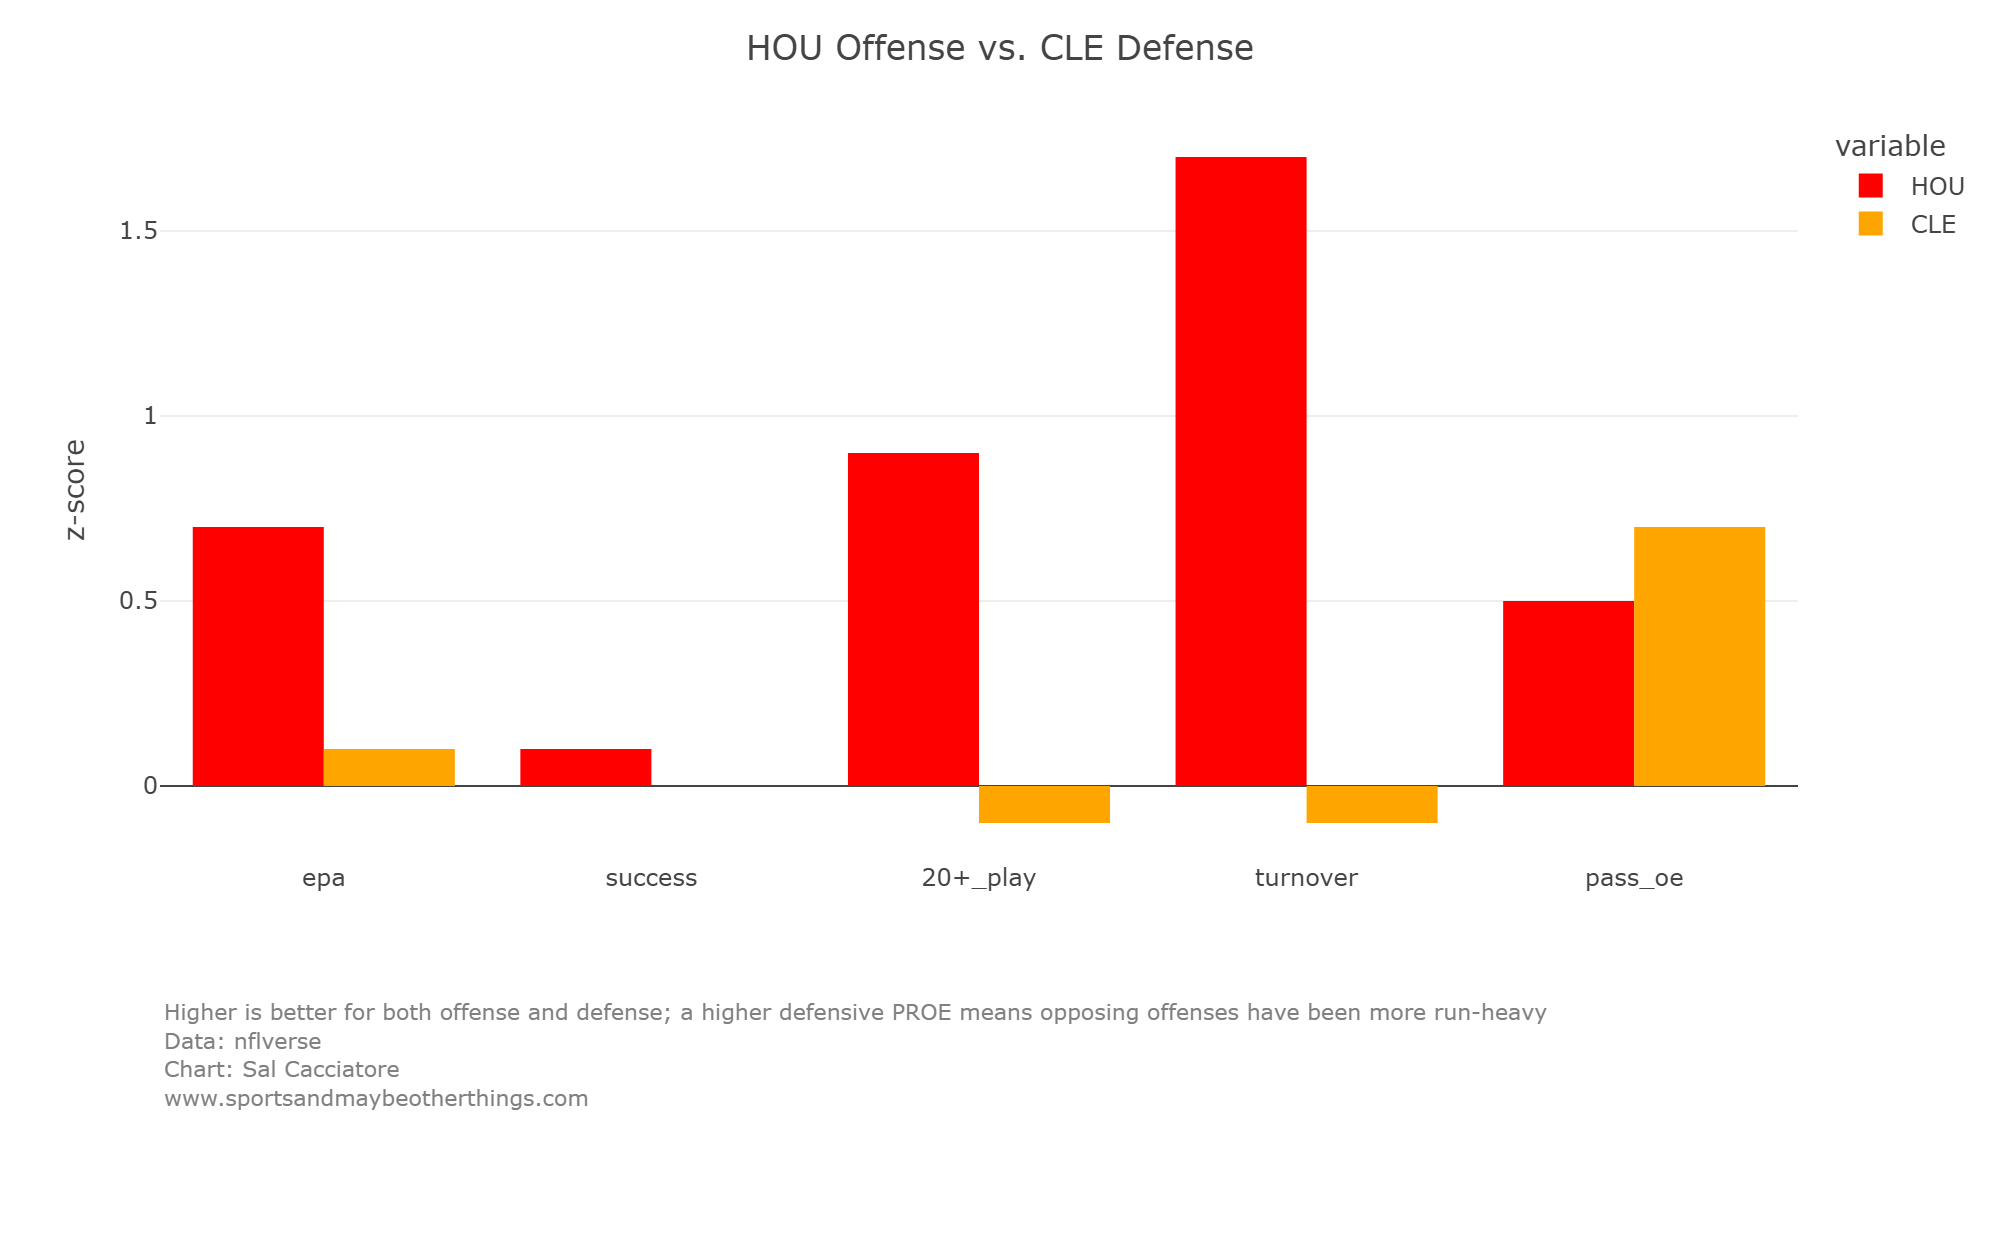 HOU Offense vs. CLE Defense
variable
HOU
CLE
z-score
1.5
1
0.5
0
epa
success
20+_play
turnover
pass_oe
Higher is better for both offense and defense; a higher defensive PROE means opposing offenses have been more run-heavy
Data: nflverse
Chart: Sal Cacciatore
www.sportsandmaybeotherthings.com